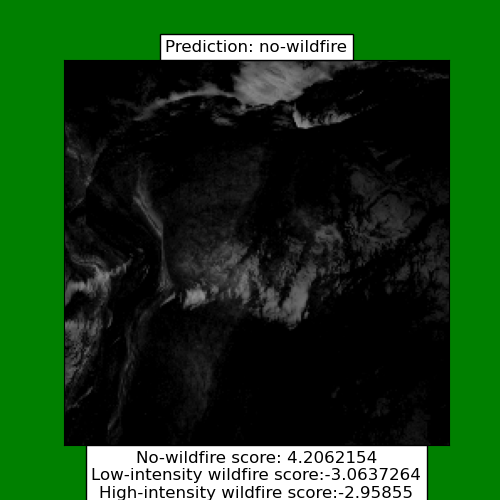 Prediction: no-wildfire
No-wildfire score: 4.2062154
Low-intensity wildfire score:-3.0637264
High-intensity wildfire score:-2.95855